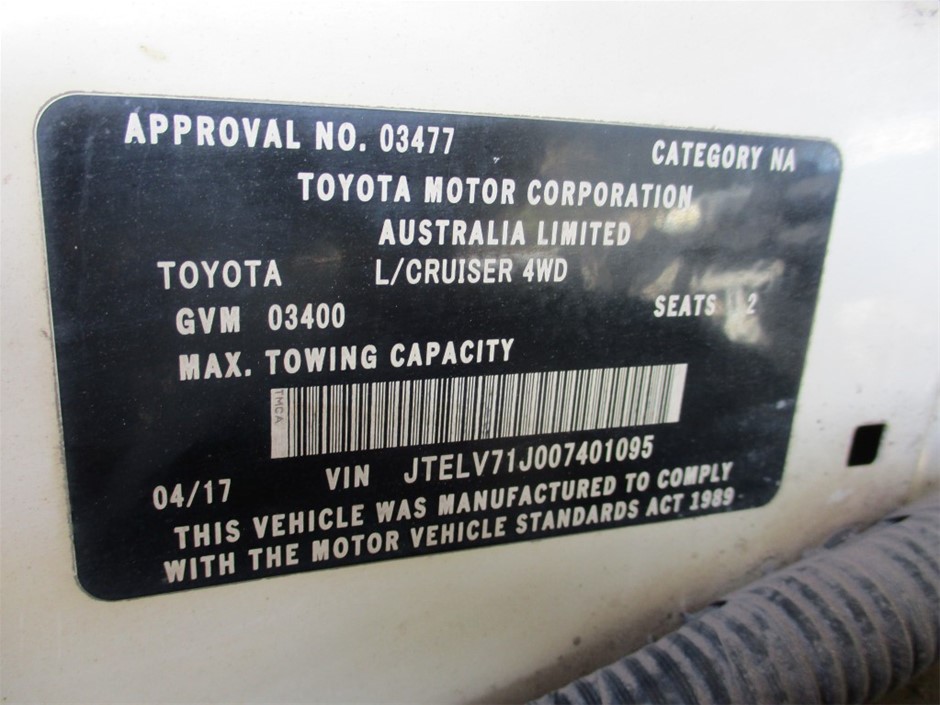 APPROVAL NO. 03477 CATEGORY NA
TOYOTA MOTOR CORPORATION
AUSTRALIA LIMITED
TOYOTA L/CRUISER 4WD
GVM 03400 SEATS 2
MAX. TOWING CAPACITY
TMCA
04/17 VIN JTELV71J007401095
THIS VEHICLE WAS MANUFACTURED TO COMPLY
WITH THE MOTOR VEHICLE STANDARDS ACT 1989